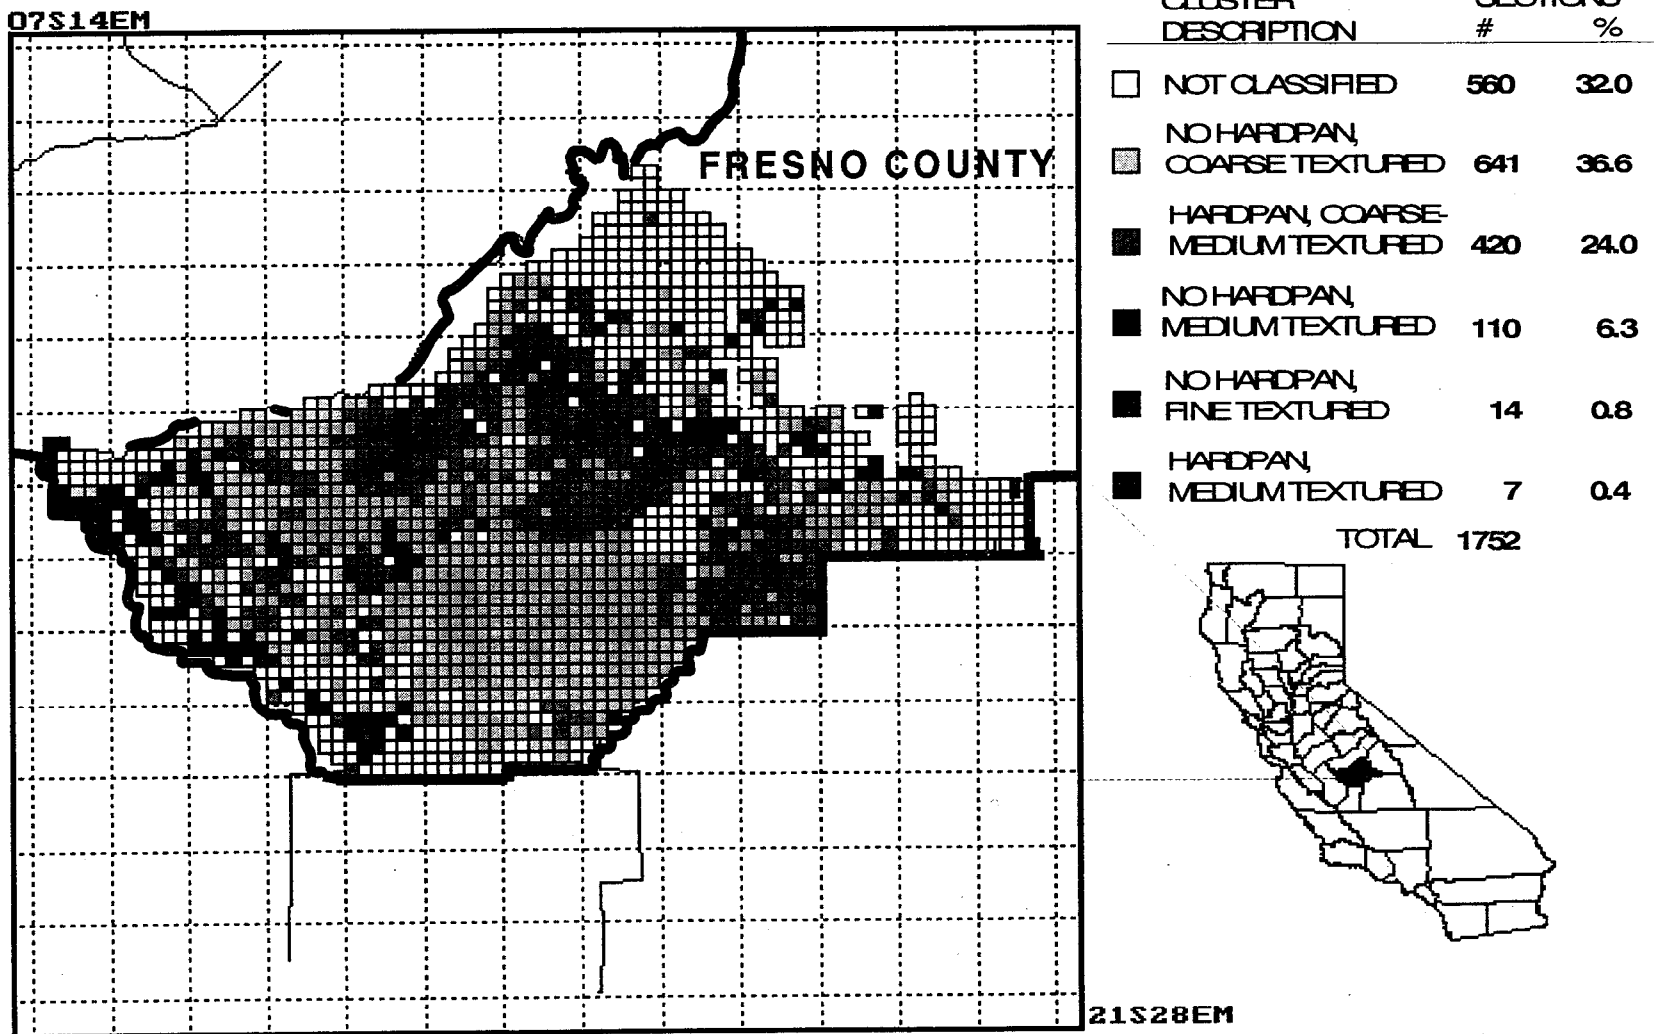 07S14EM
CLUSTER SECTIONS
DESCRIPTION # %
NOT CLASSIFIED 560 32.0
NO HARDPAN,
COARSE TEXTURED 641 36.6
HARDPAN, COARSE-
MEDIUM TEXTURED 420 24.0
NO HARDPAN,
MEDIUM TEXTURED 110 6.3
NO HARDPAN,
FINE TEXTURED 14 0.8
HARDPAN,
MEDIUM TEXTURED 7 0.4
TOTAL 1752
FRESNO COUNTY
21S28EM